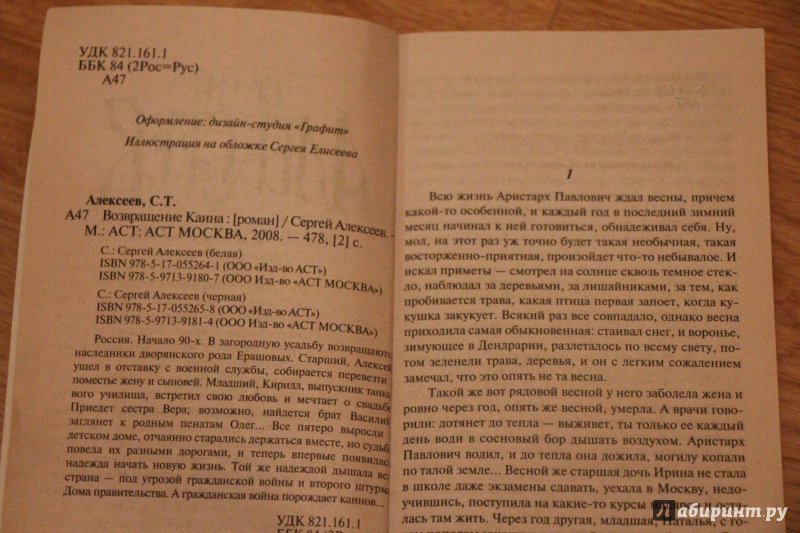 УДК 821.161.1
ББК 84 (2Рос=Рус)
А47
Оформление: дизайн-студия «Графит»
Иллюстрация на обложке Сергея Елисеева
Алексеев, С.Т.
А47 Возвращение Каина : [роман] / Сергей Алексеев. —
М.: АСТ: АСТ МОСКВА, 2008. — 478, [2] с.
С.: Сергей Алексеев (белая)
ISBN 978-5-17-055264-1 (ООО «Изд-во АСТ»)
ISBN 978-5-9713-9180-7 (ООО Изд-во «АСТ МОСКВА»)
С.: Сергей Алексеев (черная)
ISBN 978-5-17-055265-8 (ООО «Изд-во АСТ»)
ISBN 978-5-9713-9181-4 (ООО Изд-во «АСТ МОСКВА»)
Россия. Начало 90-х. В загородную усадьбу возвращаются
наследники дворянского рода Ерашовых. Старший, Алексей
ушел в отставку с военной службы, собирается перевезти
поместье жену и сыновей. Младший, Кирилл, выпускник танко
вого училища, встретил свою любовь и мечтает о свадьбе
Приедет сестра Вера; возможно, найдется брат Василий
заглянет к родным пенатам Олег... Все пятеро выросли
детском доме, отчаянно старались держаться вместе, но судьба
повела их разными дорогами, и теперь впервые появилась
надежда начать новую жизнь. Той же надеждой дышала вся
страна — под угрозой гражданской войны и второго штурма
Дома правительства. А гражданская война порождает каинов...
УДК 821.161.1
I
Всю жизнь Аристарх Павлович ждал весны, причем
какой-то особенной, и каждый год в последний зимний
месяц начинал к ней готовиться, обнадеживал себя. Ну,
мол, на этот раз уж точно будет такая необычная, такая
восторженно-приятная, произойдет что-то небывалое. И
искал приметы — смотрел на солнце сквозь темное стек-
ло, наблюдал за деревьями, за лишайниками, за тем, как
пробивается трава, какая птица первая запоет, когда ку-
кушка закукует. Всякий раз все совпадало, однако весна
приходила самая обыкновенная: стаивал снег, и воронье,
зимующее в Дендрарии, разлеталось по всему свету, по-
том зеленели трава, деревья, и он с легким сожалением
замечал, что это опять не та весна.
Такой же вот рядовой весной у него заболела жена и
ровно через год, опять же весной, умерла. А врачи гово-
рили: дотянет до тепла — выживет, ты только ее каждый
день води в сосновый бор дышать воздухом. Аристарх
Павлович водил, и до тепла она дожила, могилу копали
по талой земле... Весной же старшая дочь Ирина не стала
в школе даже экзамены сдавать, уехала в Москву, недо-
учившись, поступила на какие-то курсы
лась там жить. Через год другая, младшая, Наталья, с го-
Лабиринт.ру